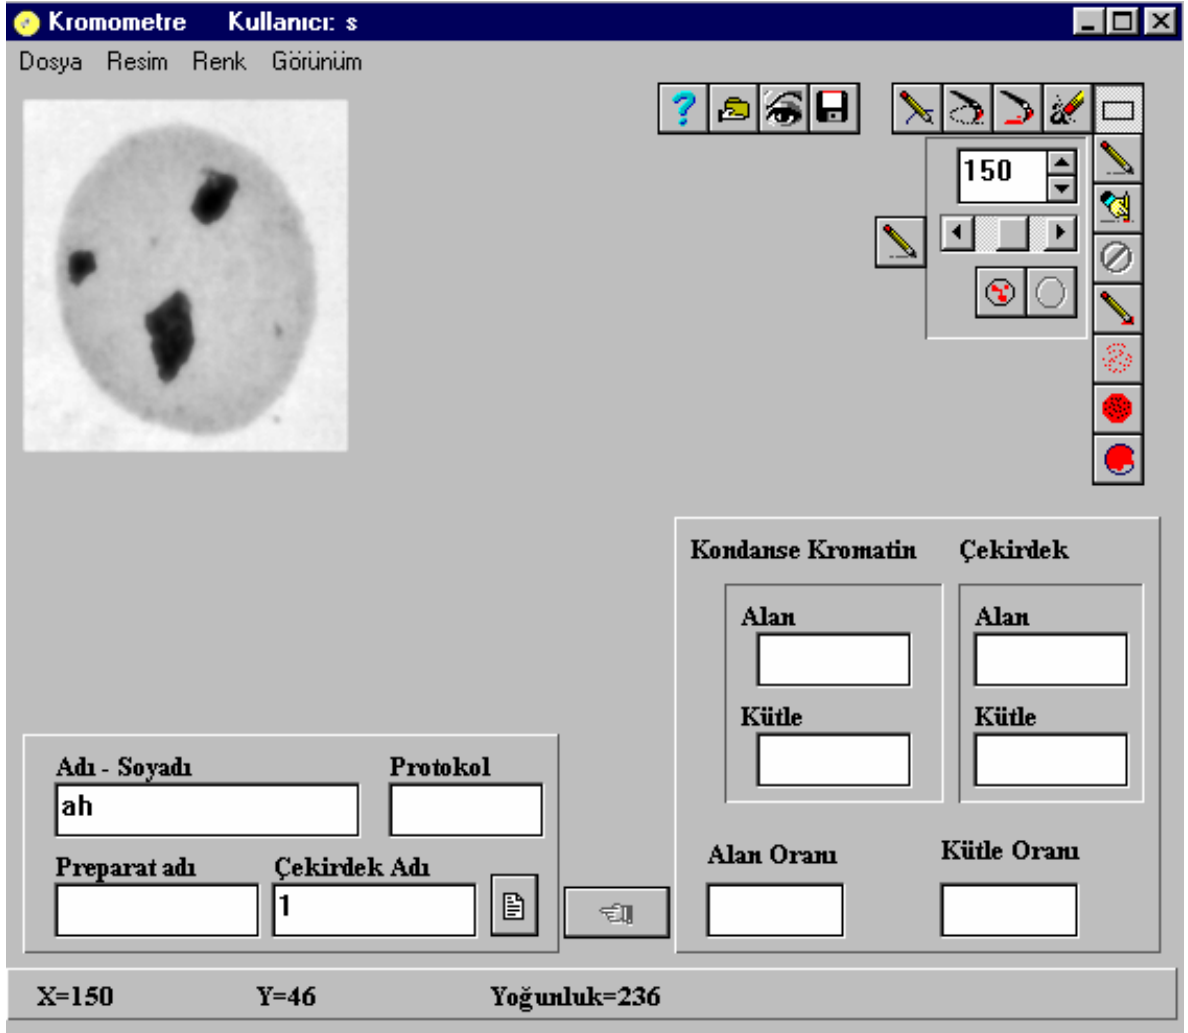 Kromometre Kullanıcı: s
Dosya Resim Renk Görünüm
150
Kondanse Kromatin Çekirdek
Alan Alan
Kütle Kütle
Adı - Soyadı Protokol
ah
Preparat adı Çekirdek Adı
1
Alan Oranı Kütle Oranı
X=150 Y=46 Yoğunluk=236